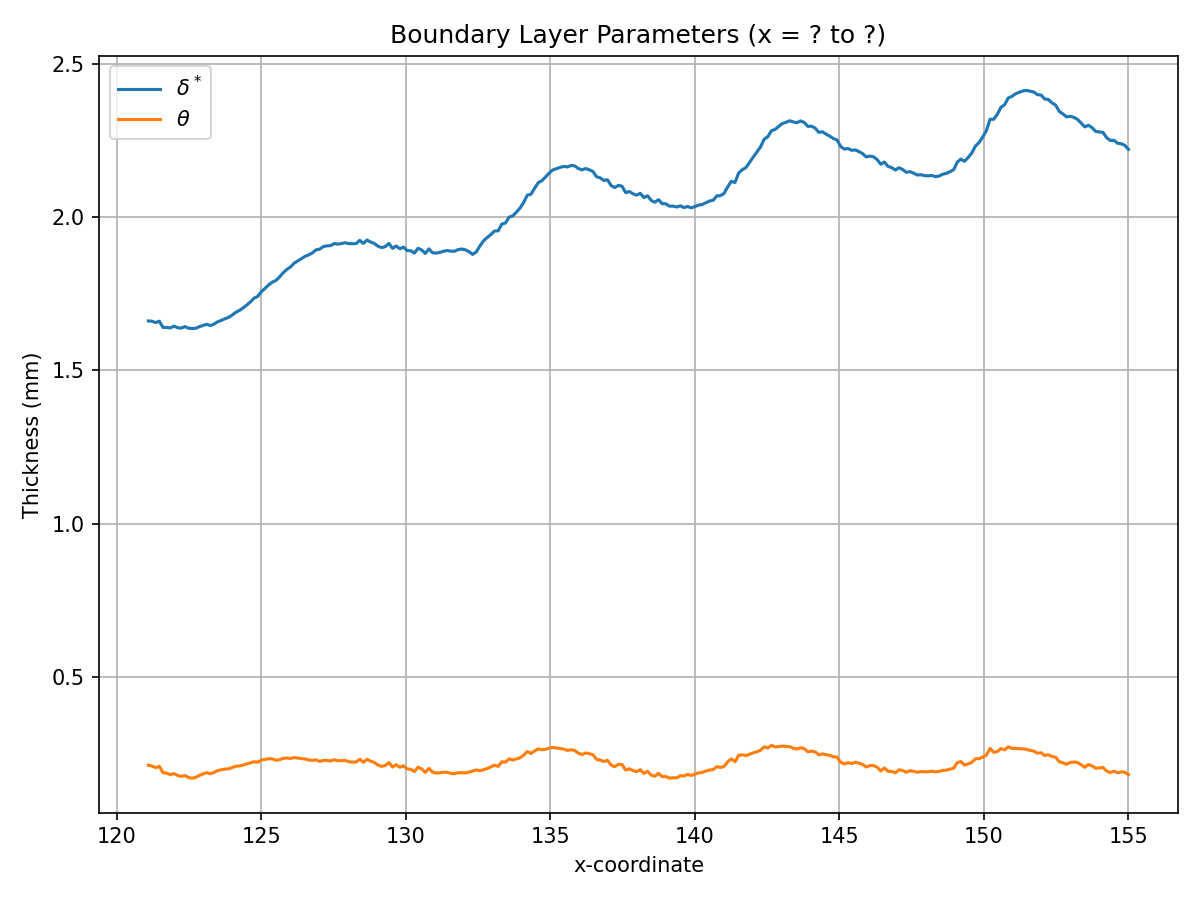 Boundary Layer Parameters (x = ? to ?)
δ*
θ
Thickness (mm)
2.5
2.0
1.5
1.0
0.5
120 125 130 135 140 145 150 155
x-coordinate